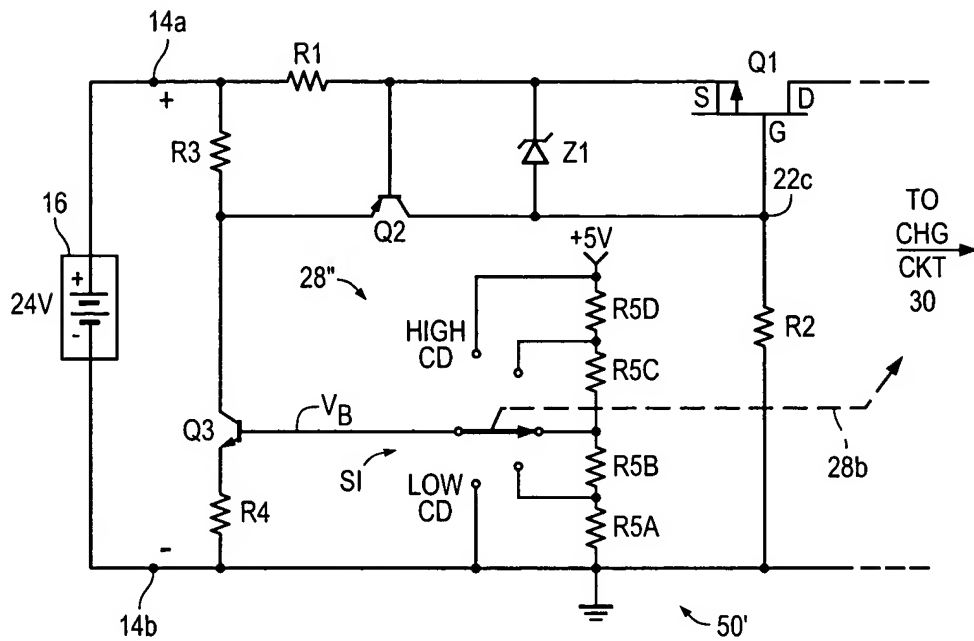 14a
R1
Q1
+
S
D
G
R3
Z1
22c
16
Q2
TO
CHG
CKT
30
+5V
+
24V
-
28"
R5D
HIGH
CD
R2
R5C
Q3
VB
SI
R5B
28b
LOW
CD
R4
R5A
-
14b
50'